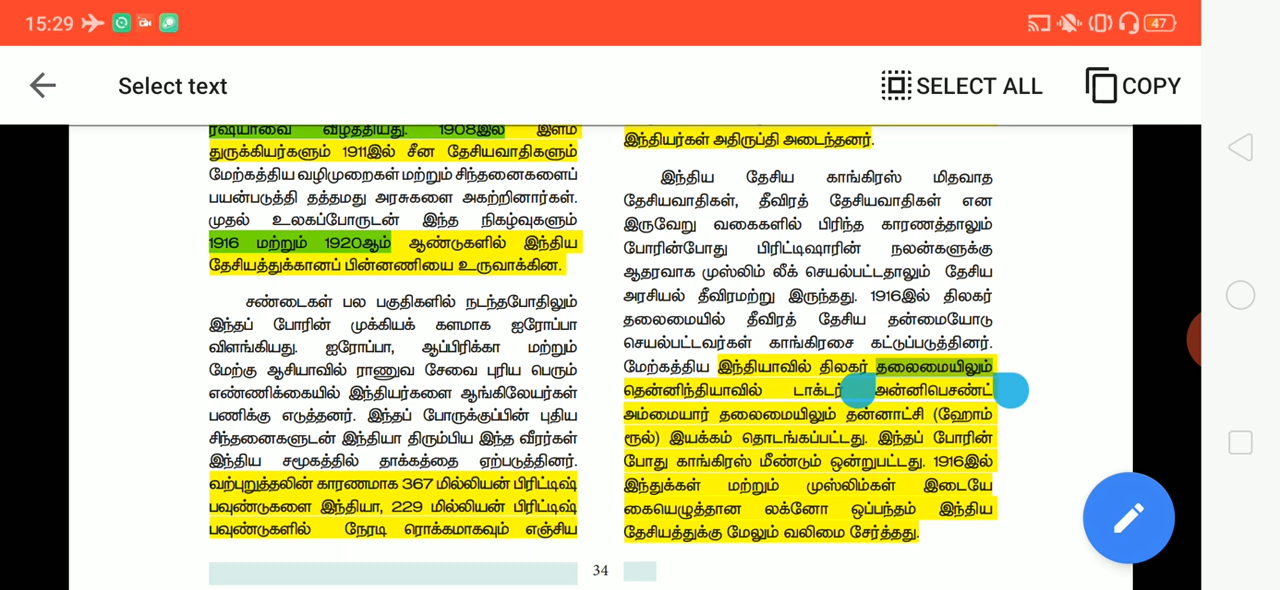 15:29
47
Select text
SELECT ALL
COPY
ரஷ்யாவை வீழ்த்தியது. 1908இல் இளம்
துருக்கியர்களும் 1911இல் சீன தேசியவாதிகளும்
மேற்கத்திய வழிமுறைகள் மற்றும் சிந்தனைகளைப்
பயன்படுத்தி தத்தமது அரசுகளை அகற்றினார்கள்.
முதல் உலகப்போருடன் இந்த நிகழ்வுகளும்
1916 மற்றும் 1920ஆம் ஆண்டுகளில் இந்திய
தேசியத்துக்கானப் பின்னணியை உருவாக்கின.
சண்டைகள் பல பகுதிகளில் நடந்தபோதிலும்
இந்தப் போரின் முக்கியக் களமாக ஐரோப்பா
விளங்கியது. ஐரோப்பா, ஆப்பிரிக்கா மற்றும்
மேற்கு ஆசியாவில் ராணுவ சேவை புரிய பெரும்
எண்ணிக்கையில் இந்தியர்களை ஆங்கிலேயர்கள்
பணிக்கு எடுத்தனர். இந்தப் போருக்குப்பின் புதிய
சிந்தனைகளுடன் இந்தியா திரும்பிய இந்த வீரர்கள்
இந்திய சமூகத்தில் தாக்கத்தை ஏற்படுத்தினர்.
வற்புறுத்தலின் காரணமாக 367 மில்லியன் பிரிட்டிஷ்
பவுண்டுகளை இந்தியா, 229 மில்லியன் பிரிட்டிஷ்
பவுண்டுகளில் நேரடி ரொக்கமாகவும் எஞ்சிய
இந்தியர்கள் அதிருப்தி அடைந்தனர்.
இந்திய தேசிய காங்கிரஸ் மிதவாத
தேசியவாதிகள், தீவிரத் தேசியவாதிகள் என
இருவேறு வகைகளில் பிரிந்த காரணத்தாலும்
போரின்போது பிரிட்டிஷாரின் நலன்களுக்கு
ஆதரவாக முஸ்லிம் லீக் செயல்பட்டதாலும் தேசிய
அரசியல் தீவிரமற்று இருந்தது. 1916இல் திலகர்
தலைமையில் தீவிரத் தேசிய தன்மையோடு
செயல்பட்டவர்கள் காங்கிரசை கட்டுப்படுத்தினர்.
மேற்கத்திய இந்தியாவில் திலகர் தலைமையிலும்
தென்னிந்தியாவில் டாக்டர் அன்னிபெசண்ட்
அம்மையார் தலைமையிலும் தன்னாட்சி (ஹோம்
ரூல்) இயக்கம் தொடங்கப்பட்டது. இந்தப் போரின்
போது காங்கிரஸ் மீண்டும் ஒன்றுபட்டது. 1916இல்
இந்துக்கள் மற்றும் முஸ்லிம்கள் இடையே
கையெழுத்தான லக்னோ ஒப்பந்தம் இந்திய
தேசியத்துக்கு மேலும் வலிமை சேர்த்தது.
34